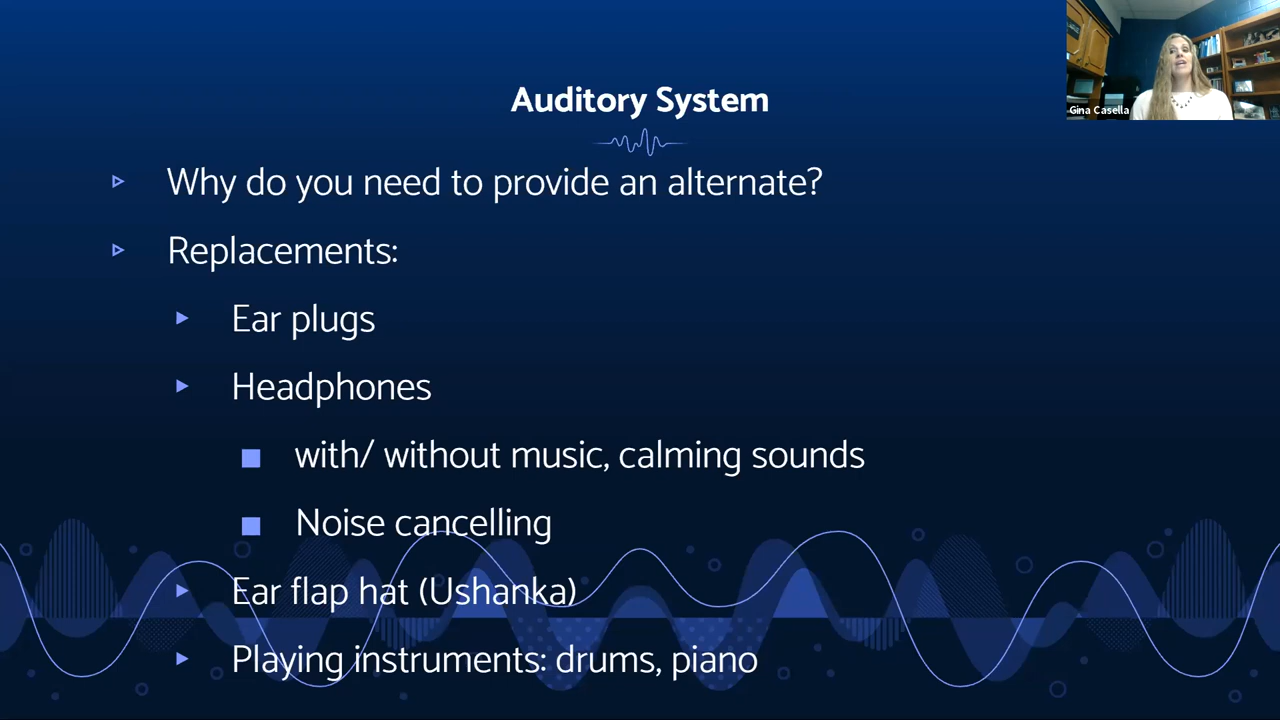 Auditory System
Gina Casella
Why do you need to provide an alternate?
Replacements:
Ear plugs
Headphones
with/ without music, calming sounds
Noise cancelling
Ear flap hat (Ushanka)
Playing instruments: drums, piano